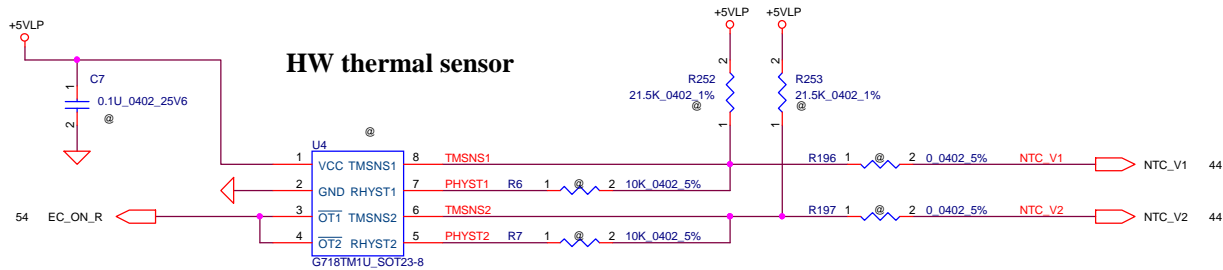 +5VLP
+5VLP +5VLP
HW thermal sensor
C7
1
0.1U_0402_25V6
2
@
2 2
R252 R253
21.5K_0402_1% 21.5K_0402_1%
@ @
1 1
@
U4
1 VCC TMSNS1 8 TMSNS1 R196 1 @ 2 0_0402_5% NTC_V1 NTC_V1 44
2 GND RHYST1 7 PHYST1 R6 1 @ 2 10K_0402_5%
54 EC_ON_R 3 OT1 TMSNS2 6 TMSNS2 R197 1 @ 2 0_0402_5% NTC_V2 NTC_V2 44
4 OT2 RHYST2 5 PHYST2 R7 1 @ 2 10K_0402_5%
G718TM1U_SOT23-8